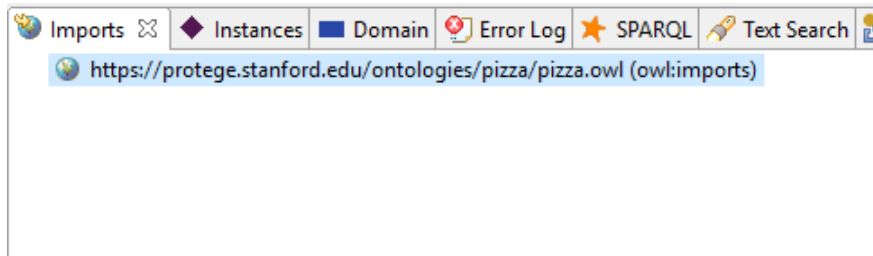 Imports Instances Domain Error Log SPARQL Text Search
https://protege.stanford.edu/ontologies/pizza/pizza.owl (owl:imports)